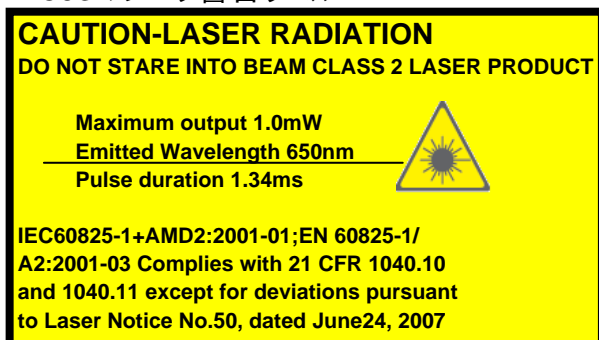 CAUTION-LASER RADIATION
DO NOT STARE INTO BEAM CLASS 2 LASER PRODUCT
Maximum output 1.0mW
Emitted Wavelength 650nm
Pulse duration 1.34ms
IEC60825-1+AMD2:2001-01;EN 60825-1/
A2:2001-03 Complies with 21 CFR 1040.10
and 1040.11 except for deviations pursuant
to Laser Notice No.50, dated June24, 2007